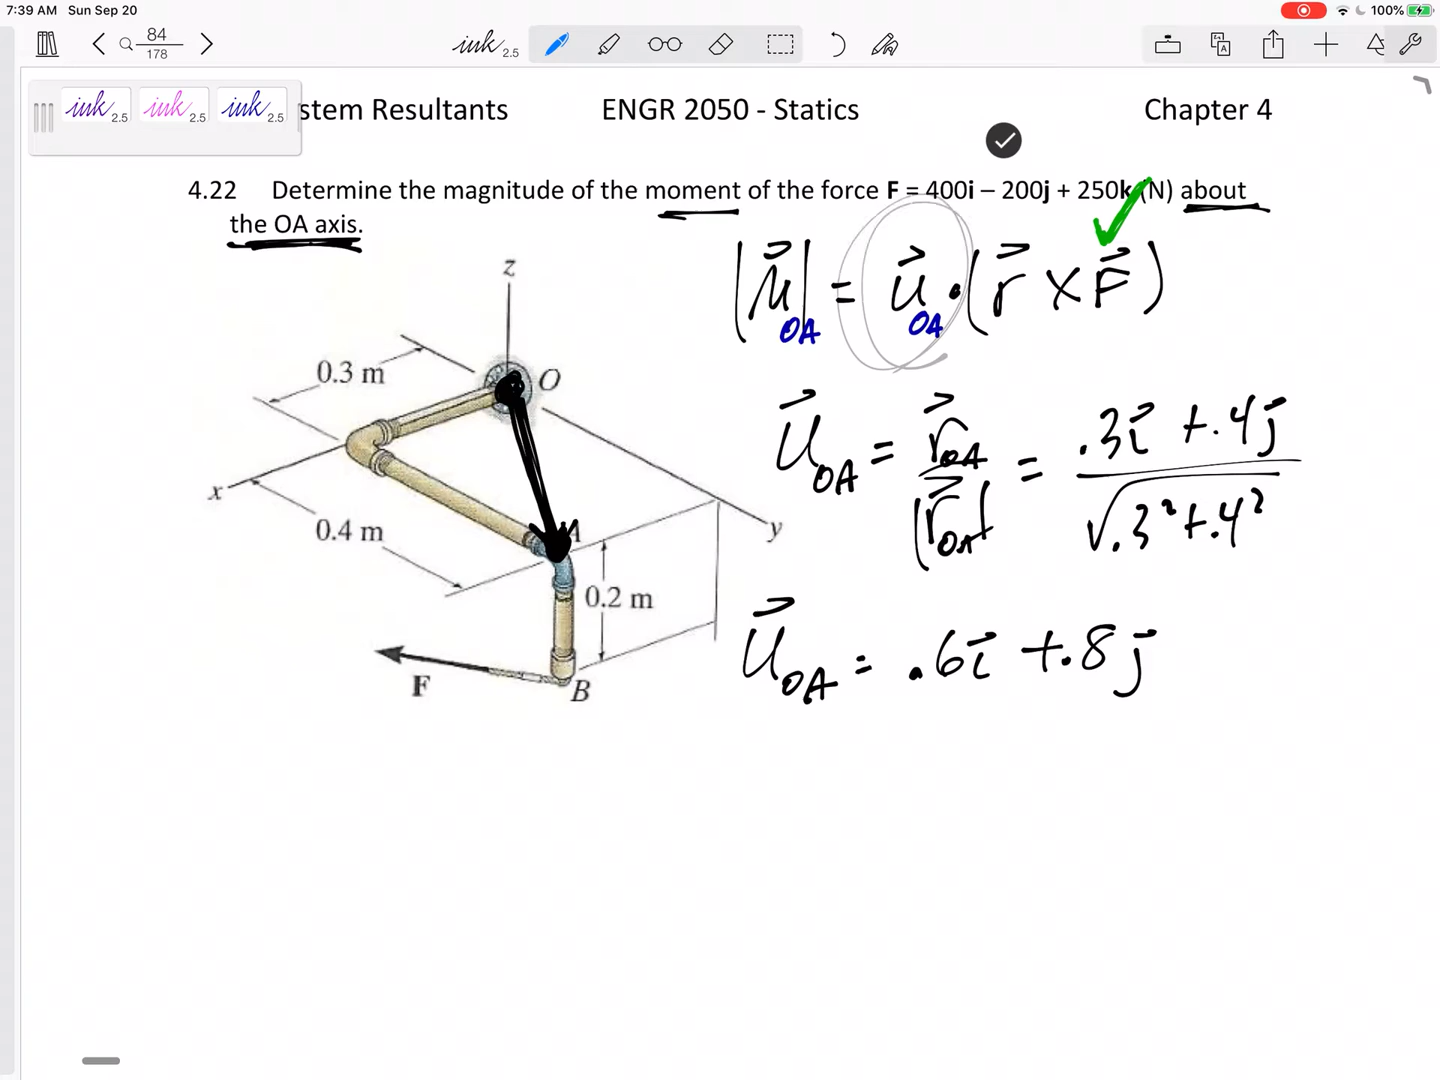 7:39 AM Sun Sep 20
100%
84
178
ink 2.5
ink 2.5 ink 2.5 ink 2.5
stem Resultants ENGR 2050 - Statics Chapter 4
4.22 Determine the magnitude of the moment of the force F = 400i – 200j + 250k (N) about
the OA axis.
|M⃗|OA = u⃗OA • (r⃗ × F⃗)
z
0.3 m
O
u⃗OA = r⃗OA / |r⃗OA| = .3i⃗ + .4j⃗ / √.3² + .4²
x
0.4 m
A
y
0.2 m
u⃗OA = .6i⃗ + .8j⃗
F
B